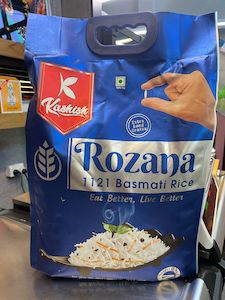 Kashish
Rozana
1121 Basmati Rice
Eat Better, Live Better